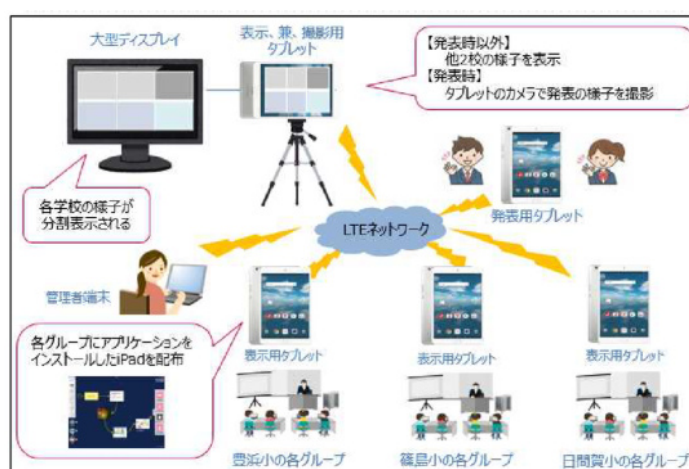 大型ディスプレイ
表示、兼、撮影用
タブレット
【発表時以外】
他2校の様子を表示
【発表時】
タブレットのカメラで発表の様子を撮影
各学校の様子が
分割表示される
発表用タブレット
LTEネットワーク
管理者端末
各グループにアプリケーションを
インストールしたiPadを配布
表示用タブレット
表示用タブレット
表示用タブレット
豊浜小の各グループ
篠島小の各グループ
日間賀小の各グループ